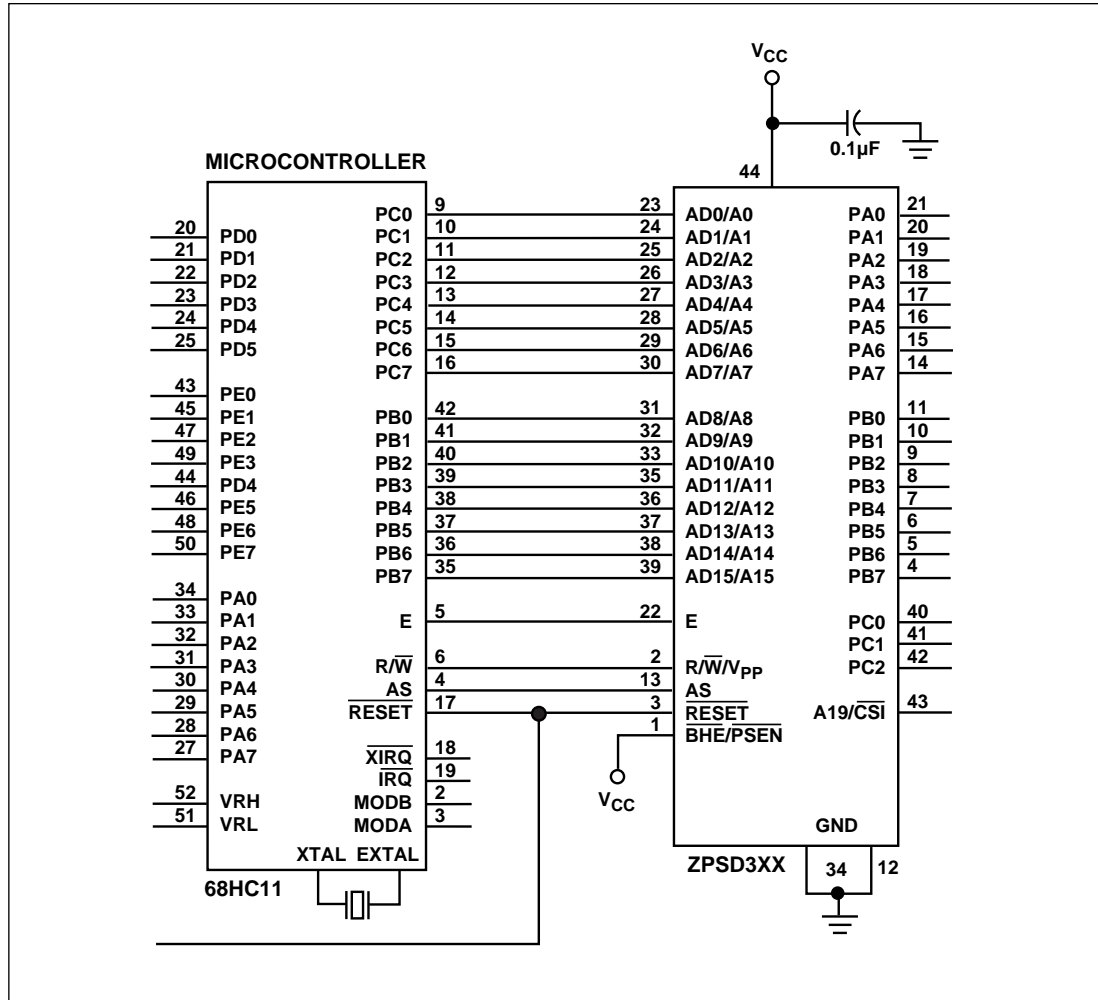 VCC
0.1µF
44
MICROCONTROLLER
20 PD0
21 PD1
22 PD2
23 PD3
24 PD4
25 PD5
43 PE0
45 PE1
47 PE2
49 PE3
44 PD4
46 PE5
48 PE6
50 PE7
34 PA0
33 PA1
32 PA2
31 PA3
30 PA4
29 PA5
28 PA6
27 PA7
52 VRH
51 VRL
PC0 9
PC1 10
PC2 11
PC3 12
PC4 13
PC5 14
PC6 15
PC7 16
PB0 42
PB1 41
PB2 40
PB3 39
PB4 38
PB5 37
PB6 36
PB7 35
E 5
R/W̅ 6
AS 4
R̅E̅S̅E̅T̅ 17
X̅I̅R̅Q̅ 18
I̅R̅Q̅ 19
MODB 2
MODA 3
XTAL EXTAL
68HC11
23 AD0/A0
24 AD1/A1
25 AD2/A2
26 AD3/A3
27 AD4/A4
28 AD5/A5
29 AD6/A6
30 AD7/A7
31 AD8/A8
32 AD9/A9
33 AD10/A10
35 AD11/A11
36 AD12/A12
37 AD13/A13
38 AD14/A14
39 AD15/A15
22 E
2 R/W̅/VPP
13 AS
3 R̅E̅S̅E̅T̅
1 B̅H̅E̅/P̅S̅E̅N̅
VCC
PA0 21
PA1 20
PA2 19
PA3 18
PA4 17
PA5 16
PA6 15
PA7 14
PB0 11
PB1 10
PB2 9
PB3 8
PB4 7
PB5 6
PB6 5
PB7 4
PC0 40
PC1 41
PC2 42
A19/C̅S̅I̅ 43
GND
ZPSD3XX
34 12